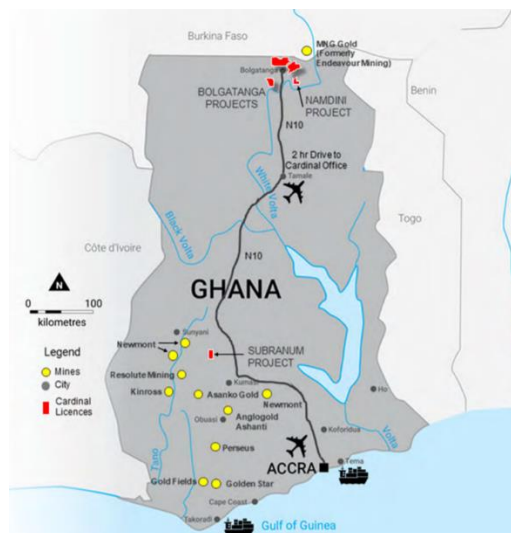 Burkina Faso
MNG Gold
(Formerly
Endeavour Mining)
Bolgatanga
BOLGATANGA
PROJECTS
NAMDINI
PROJECT
Benin
N10
2 hr Drive to
Cardinal Office
Tamale
White Volta
Black Volta
Togo
Côte d'Ivoire
N10
N
0
100
kilometres
GHANA
Legend
Mines
City
Cardinal
Licences
Sunyani
Newmont
SUBRANUM
PROJECT
Resolute Mining
Kinross
Kumasi
Asanko Gold
Newmont
Ho
Obuasi
Anglogold
Ashanti
Koforidua
Volta
Perseus
Tano
ACCRA
Tema
Gold Fields
Golden Star
Cape Coast
Takoradi
Gulf of Guinea